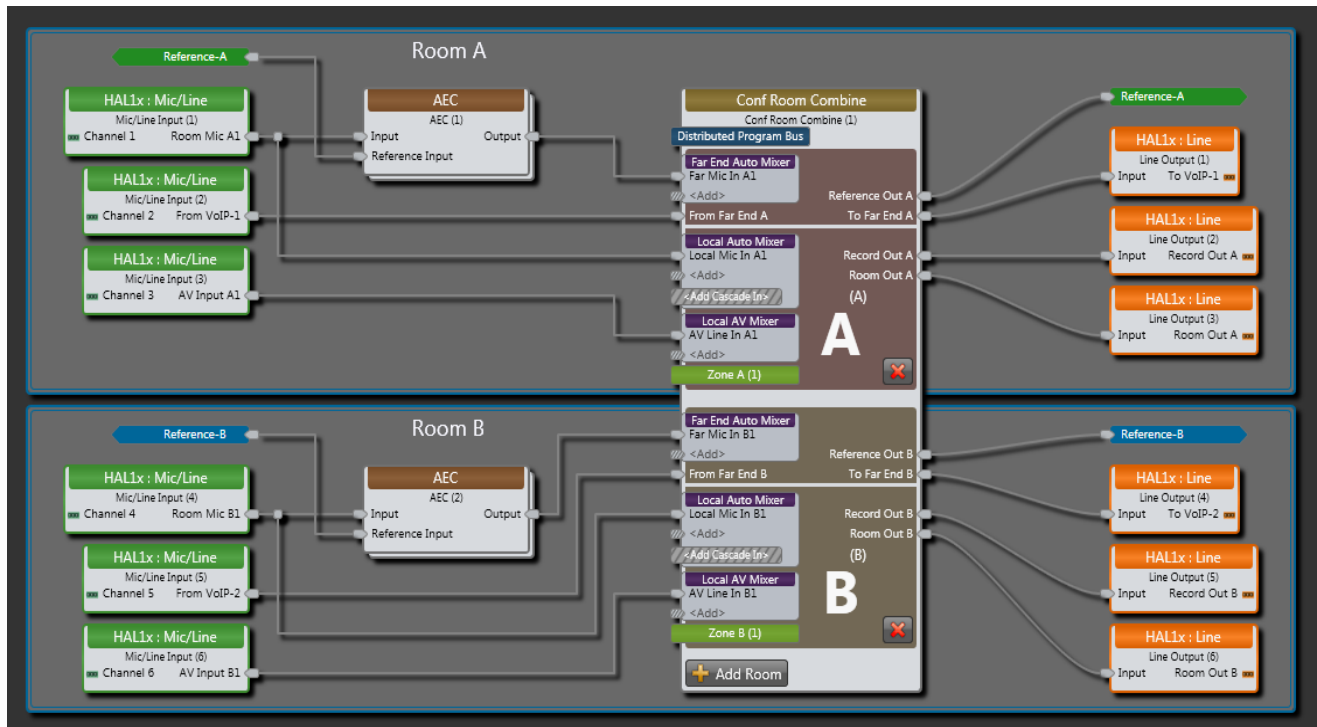 Room A
Reference-A
HAL1x : Mic/Line
Mic/Line Input (1)
Channel 1 Room Mic A1
HAL1x : Mic/Line
Mic/Line Input (2)
Channel 2 From VoIP-1
HAL1x : Mic/Line
Mic/Line Input (3)
Channel 3 AV Input A1
AEC
AEC (1)
Input Output
Reference Input
Conf Room Combine
Conf Room Combine (1)
Distributed Program Bus
Far End Auto Mixer
Far Mic In A1
<Add> Reference Out A
From Far End A To Far End A
Local Auto Mixer
Local Mic In A1 Record Out A
<Add> Room Out A
<Add Cascade In> (A)
Local AV Mixer
AV Line In A1
A
<Add>
Zone A (1)
Reference-A
HAL1x : Line
Line Output (1)
Input To VoIP-1
HAL1x : Line
Line Output (2)
Input Record Out A
HAL1x : Line
Line Output (3)
Input Room Out A
Room B
Reference-B
HAL1x : Mic/Line
Mic/Line Input (4)
Channel 4 Room Mic B1
HAL1x : Mic/Line
Mic/Line Input (5)
Channel 5 From VoIP-2
HAL1x : Mic/Line
Mic/Line Input (6)
Channel 6 AV Input B1
AEC
AEC (2)
Input Output
Reference Input
Far End Auto Mixer
Far Mic In B1
<Add> Reference Out B
From Far End B To Far End B
Local Auto Mixer
Local Mic In B1 Record Out B
<Add> Room Out B
<Add Cascade In> (B)
Local AV Mixer
AV Line In B1
B
<Add>
Zone B (1)
Add Room
Reference-B
HAL1x : Line
Line Output (4)
Input To VoIP-2
HAL1x : Line
Line Output (5)
Input Record Out B
HAL1x : Line
Line Output (6)
Input Room Out B